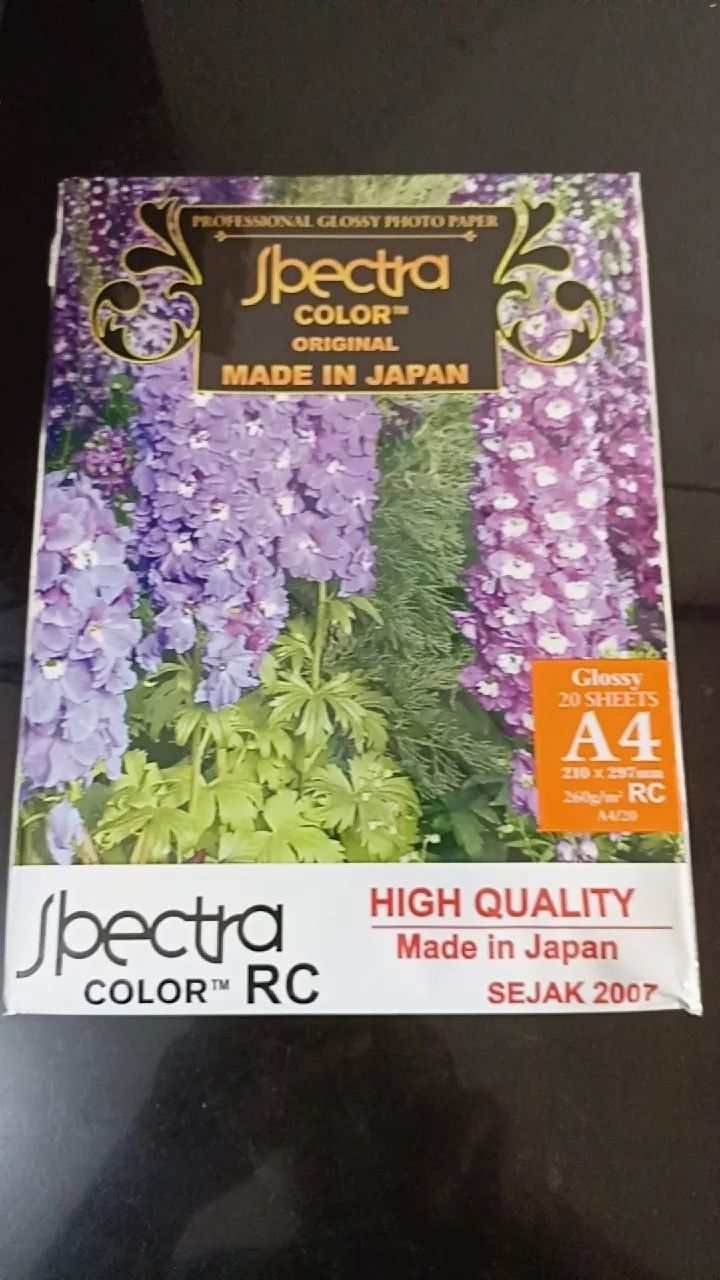 PROFESSIONAL GLOSSY PHOTO PAPER
Spectra
COLOR™
ORIGINAL
MADE IN JAPAN
Glossy
20 SHEETS
A4
210 x 297mm
260g/m² RC
A4/20
Spectra
COLOR™ RC
HIGH QUALITY
Made in Japan
SEJAK 2007